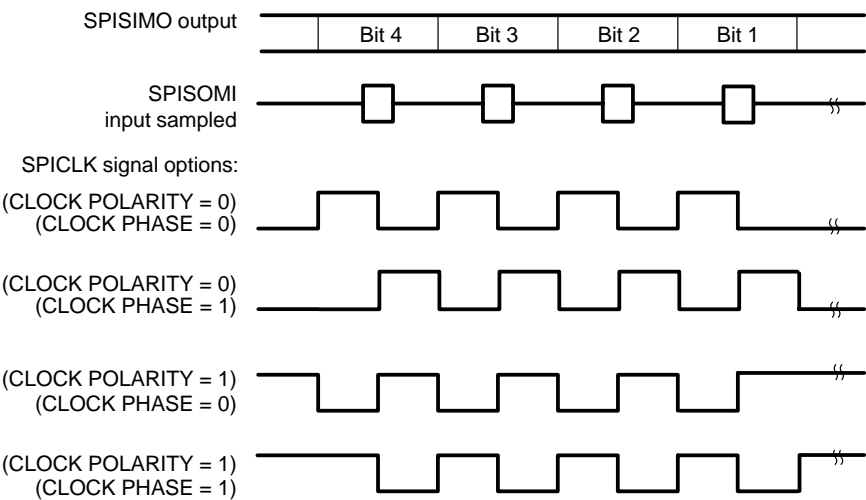 SPISIMO output
Bit 4 Bit 3 Bit 2 Bit 1
SPISOMI
input sampled
SPICLK signal options:
(CLOCK POLARITY = 0)
(CLOCK PHASE = 0)
(CLOCK POLARITY = 0)
(CLOCK PHASE = 1)
(CLOCK POLARITY = 1)
(CLOCK PHASE = 0)
(CLOCK POLARITY = 1)
(CLOCK PHASE = 1)